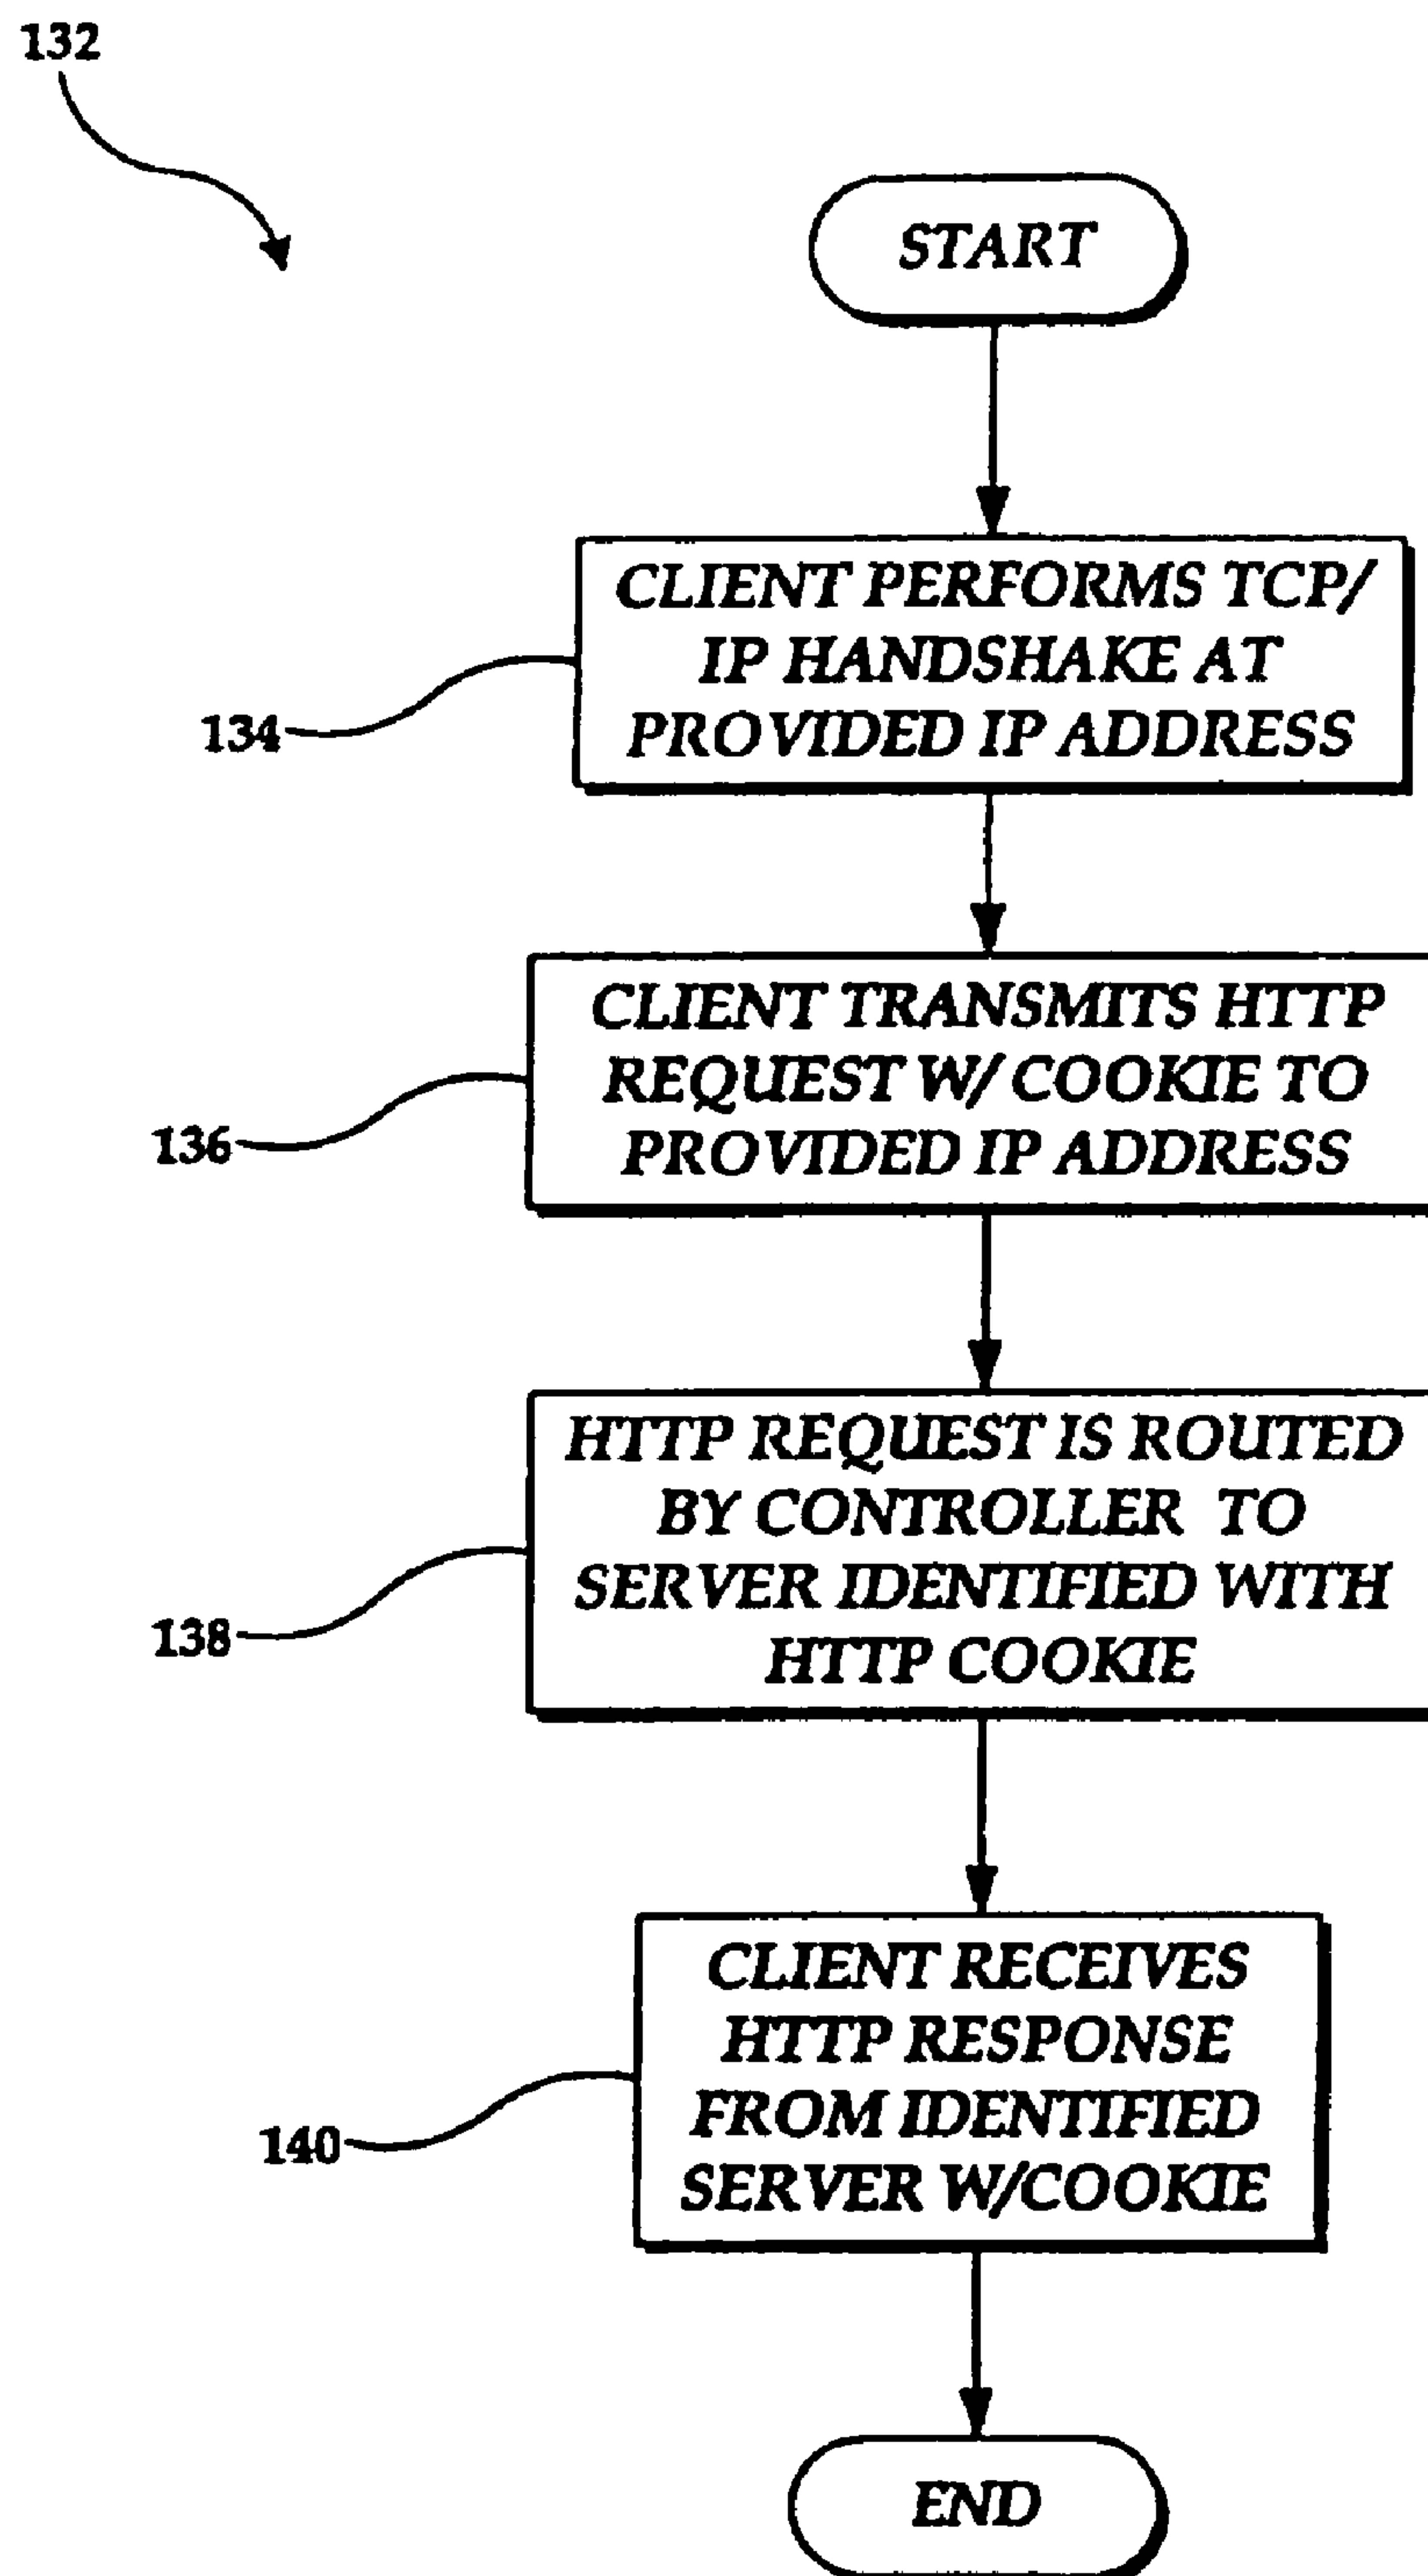 132
START
CLIENT PERFORMS TCP/
IP HANDSHAKE AT
PROVIDED IP ADDRESS
134
CLIENT TRANSMITS HTTP
REQUEST W/ COOKIE TO
PROVIDED IP ADDRESS
136
HTTP REQUEST IS ROUTED
BY CONTROLLER TO
SERVER IDENTIFIED WITH
HTTP COOKIE
138
CLIENT RECEIVES
HTTP RESPONSE
FROM IDENTIFIED
SERVER W/COOKIE
140
END